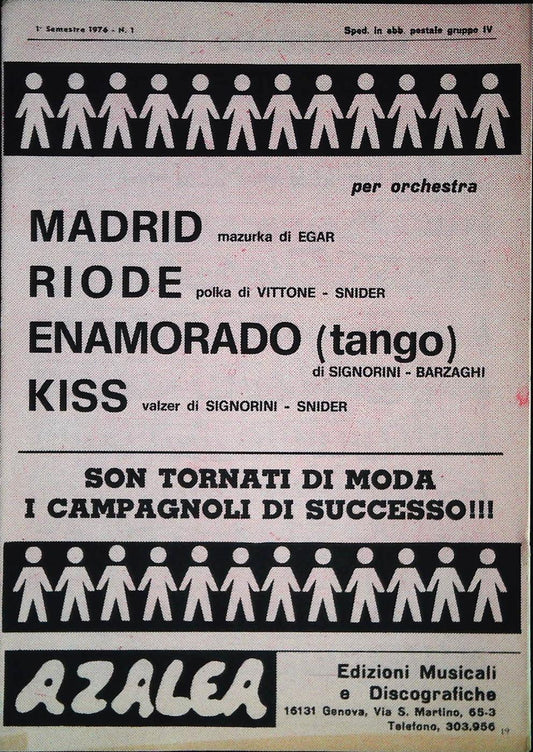 1° Semestre 1976 - N. 1
Sped. in abb. postale gruppo IV
per orchestra
MADRID mazurka di EGAR
RIODE polka di VITTONE - SNIDER
ENAMORADO (tango)
di SIGNORINI - BARZAGHI
KISS valzer di SIGNORINI - SNIDER
SON TORNATI DI MODA
I CAMPAGNOLI DI SUCCESSO!!!
AZALEA
Edizioni Musicali
e Discografiche
16131 Genova, Via S. Martino, 65-3
Telefono, 303.956
19